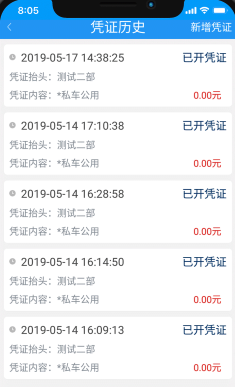 8:05
凭证历史 新增凭证
2019-05-17 14:38:25 已开凭证
凭证抬头：测试二部
凭证内容：*私车公用 0.00元
2019-05-14 17:10:38 已开凭证
凭证抬头：测试二部
凭证内容：*私车公用 0.00元
2019-05-14 16:28:58 已开凭证
凭证抬头：测试二部
凭证内容：*私车公用 0.00元
2019-05-14 16:14:50 已开凭证
凭证抬头：测试二部
凭证内容：*私车公用 0.00元
2019-05-14 16:09:13 已开凭证
凭证抬头：测试二部
凭证内容：*私车公用 0.00元